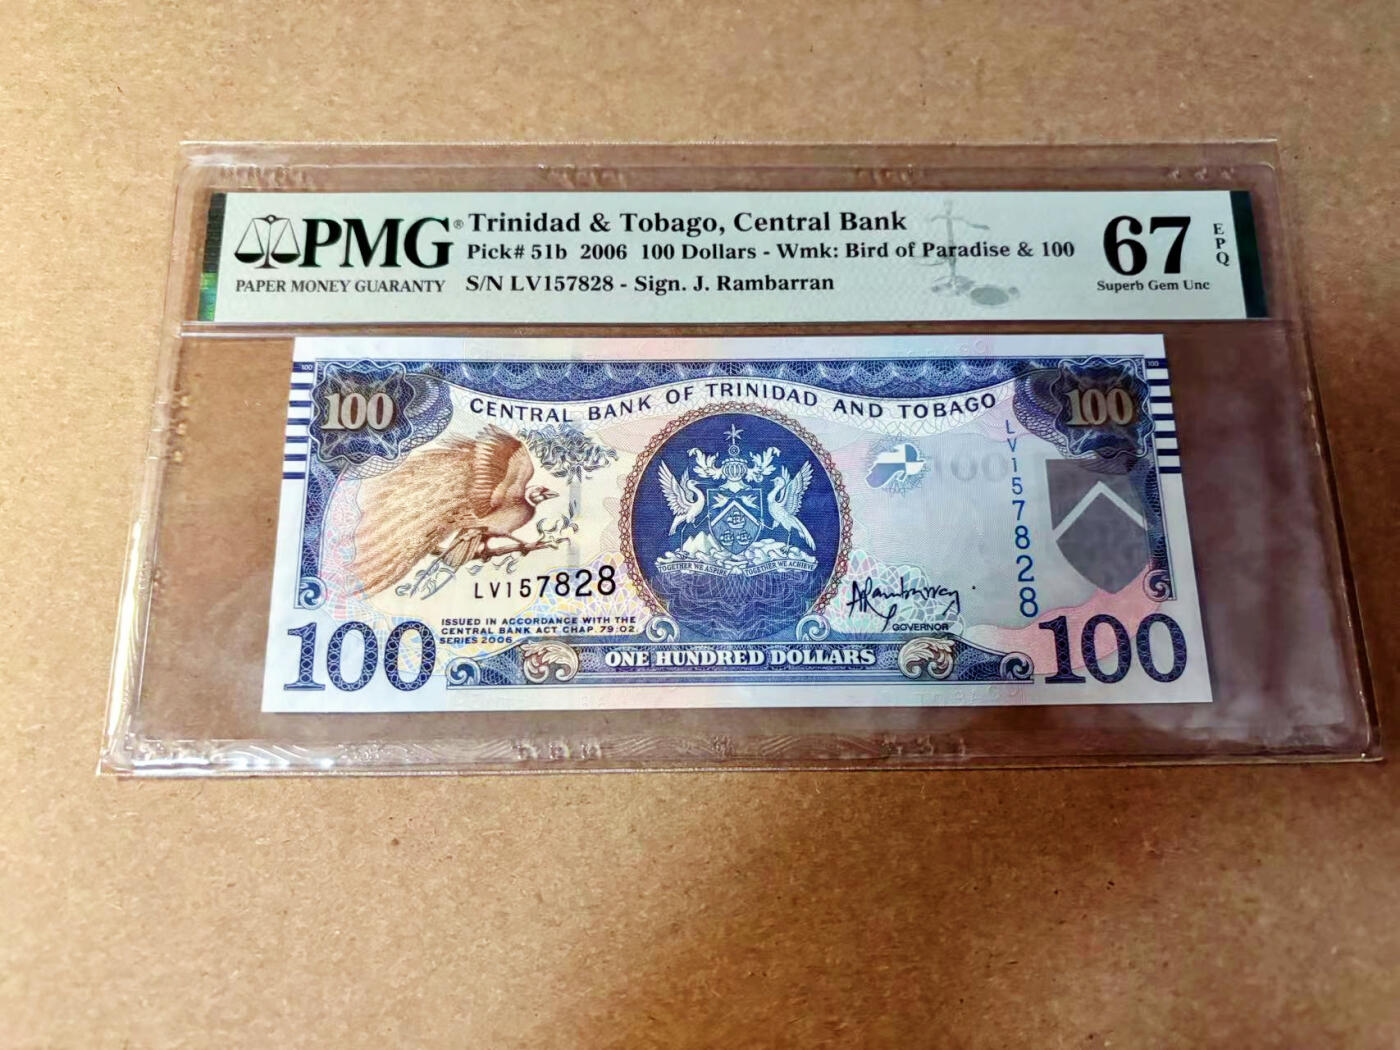 PMG®
PAPER MONEY GUARANTY
Trinidad & Tobago, Central Bank
Pick# 51b 2006 100 Dollars - Wmk: Bird of Paradise & 100
S/N LV157828 - Sign. J. Rambarran
67
EPQ
Superb Gem Unc
100
100
100
100
CENTRAL BANK OF TRINIDAD AND TOBAGO
LV157828
100
TOGETHER WE ASPIRE TOGETHER WE ACHIEVE
LV157828
GOVERNOR
ISSUED IN ACCORDANCE WITH THE
CENTRAL BANK ACT CHAP. 79:02.
SERIES 2006
100
ONE HUNDRED DOLLARS
100